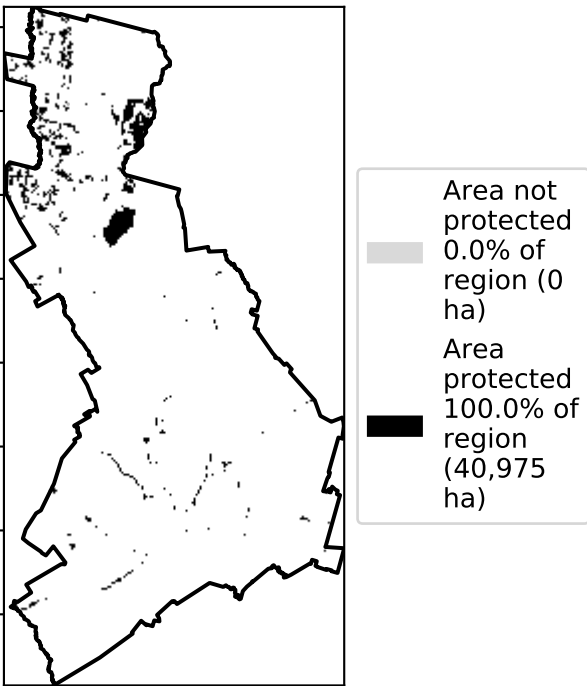 Area not
protected
0.0% of
region (0
ha)
Area
protected
100.0% of
region
(40,975
ha)